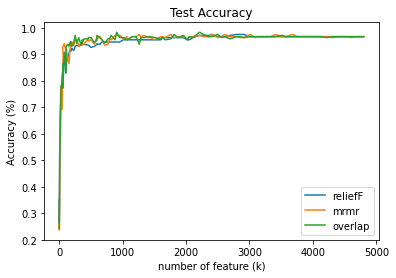 Test Accuracy
Accuracy (%)
1.0
0.9
0.8
0.7
0.6
0.5
0.4
0.3
0.2
reliefF
mrmr
overlap
0 1000 2000 3000 4000 5000
number of feature (k)